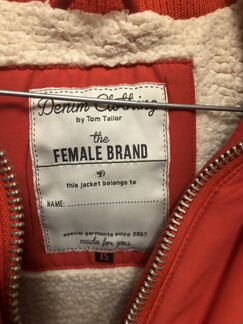 Denim Clothing
by Tom Tailor
the
FEMALE BRAND
this jacket belongs to
NAME:
special garments since 2007
made for you
XS